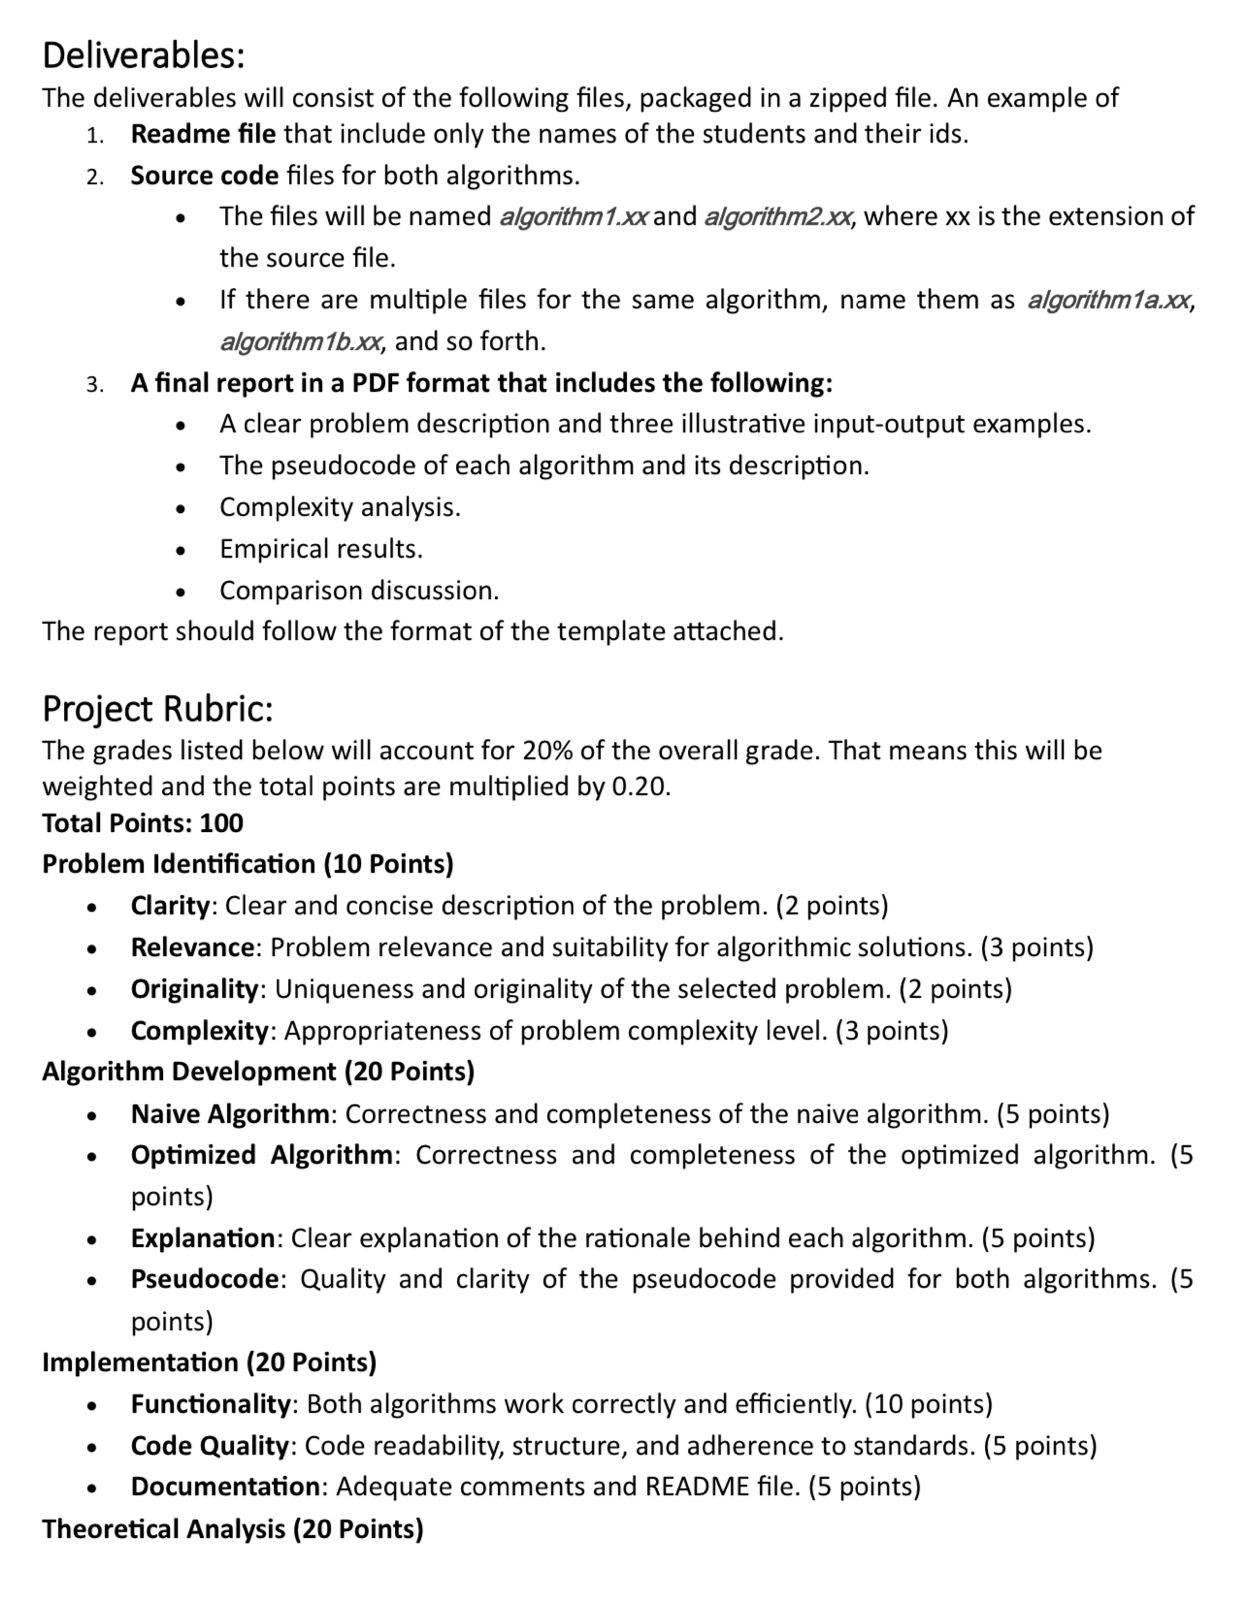 Deliverables:
The deliverables will consist of the following files, packaged in a zipped file. An example of
1. Readme file that include only the names of the students and their ids.
2. Source code files for both algorithms.
• The files will be named algorithm1.xx and algorithm2.xx, where xx is the extension of
the source file.
• If there are multiple files for the same algorithm, name them as algorithm1a.xx,
algorithm1b.xx, and so forth.
3. A final report in a PDF format that includes the following:
• A clear problem description and three illustrative input-output examples.
• The pseudocode of each algorithm and its description.
• Complexity analysis.
• Empirical results.
• Comparison discussion.
The report should follow the format of the template attached.
Project Rubric:
The grades listed below will account for 20% of the overall grade. That means this will be
weighted and the total points are multiplied by 0.20.
Total Points: 100
Problem Identification (10 Points)
• Clarity: Clear and concise description of the problem. (2 points)
• Relevance: Problem relevance and suitability for algorithmic solutions. (3 points)
• Originality: Uniqueness and originality of the selected problem. (2 points)
• Complexity: Appropriateness of problem complexity level. (3 points)
Algorithm Development (20 Points)
• Naive Algorithm: Correctness and completeness of the naive algorithm. (5 points)
• Optimized Algorithm: Correctness and completeness of the optimized algorithm. (5
points)
• Explanation: Clear explanation of the rationale behind each algorithm. (5 points)
• Pseudocode: Quality and clarity of the pseudocode provided for both algorithms. (5
points)
Implementation (20 Points)
• Functionality: Both algorithms work correctly and efficiently. (10 points)
• Code Quality: Code readability, structure, and adherence to standards. (5 points)
• Documentation: Adequate comments and README file. (5 points)
Theoretical Analysis (20 Points)